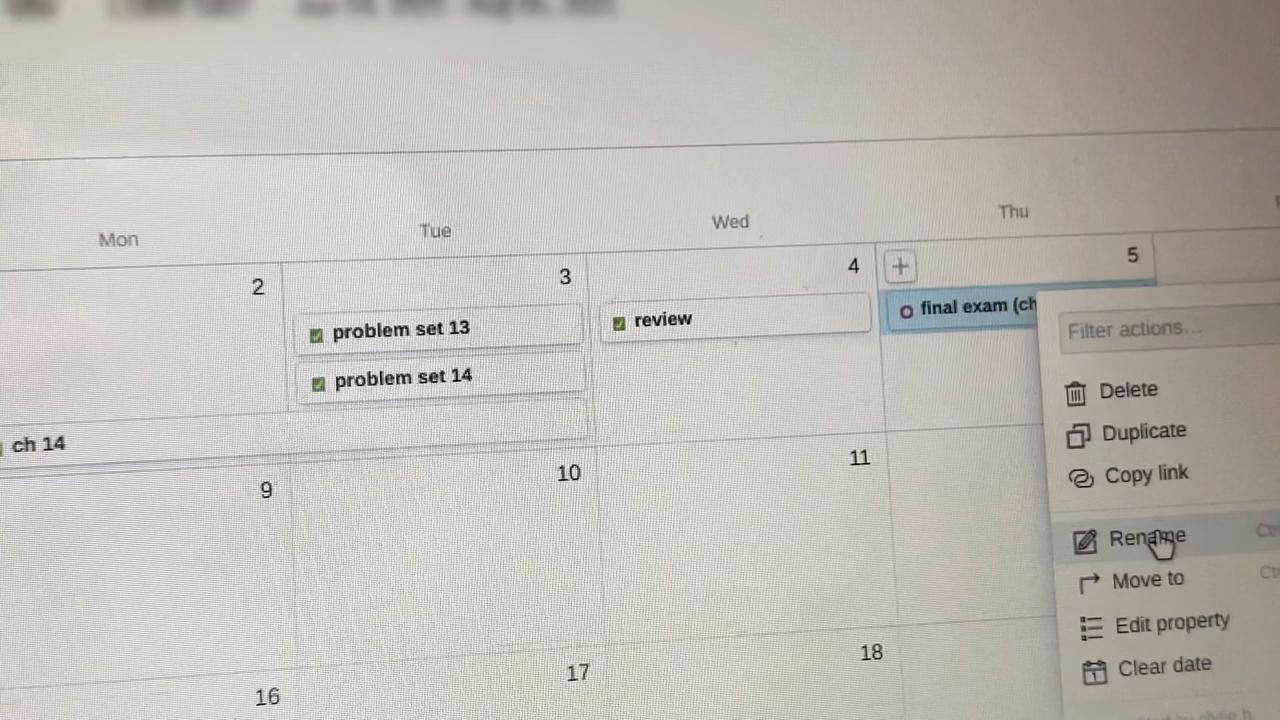 Mon Tue Wed Thu
2 3 4 5
problem set 13 review final exam (ch
Filter actions...
problem set 14
Delete
Duplicate
ch 14
Copy link
9 10 11
Rename
Move to
Edit property
Clear date
16 17 18